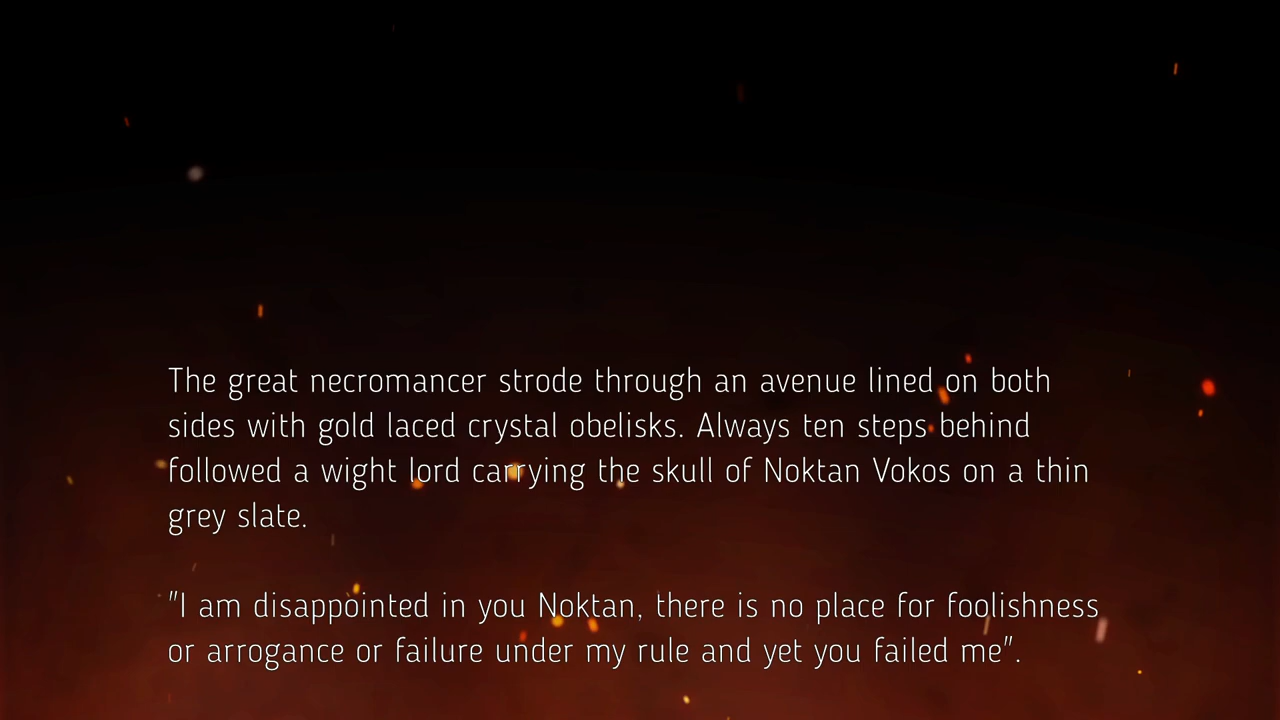 The great necromancer strode through an avenue lined on both
sides with gold laced crystal obelisks. Always ten steps behind
followed a wight lord carrying the skull of Noktan Vokos on a thin
grey slate.
"I am disappointed in you Noktan, there is no place for foolishness
or arrogance or failure under my rule and yet you failed me".